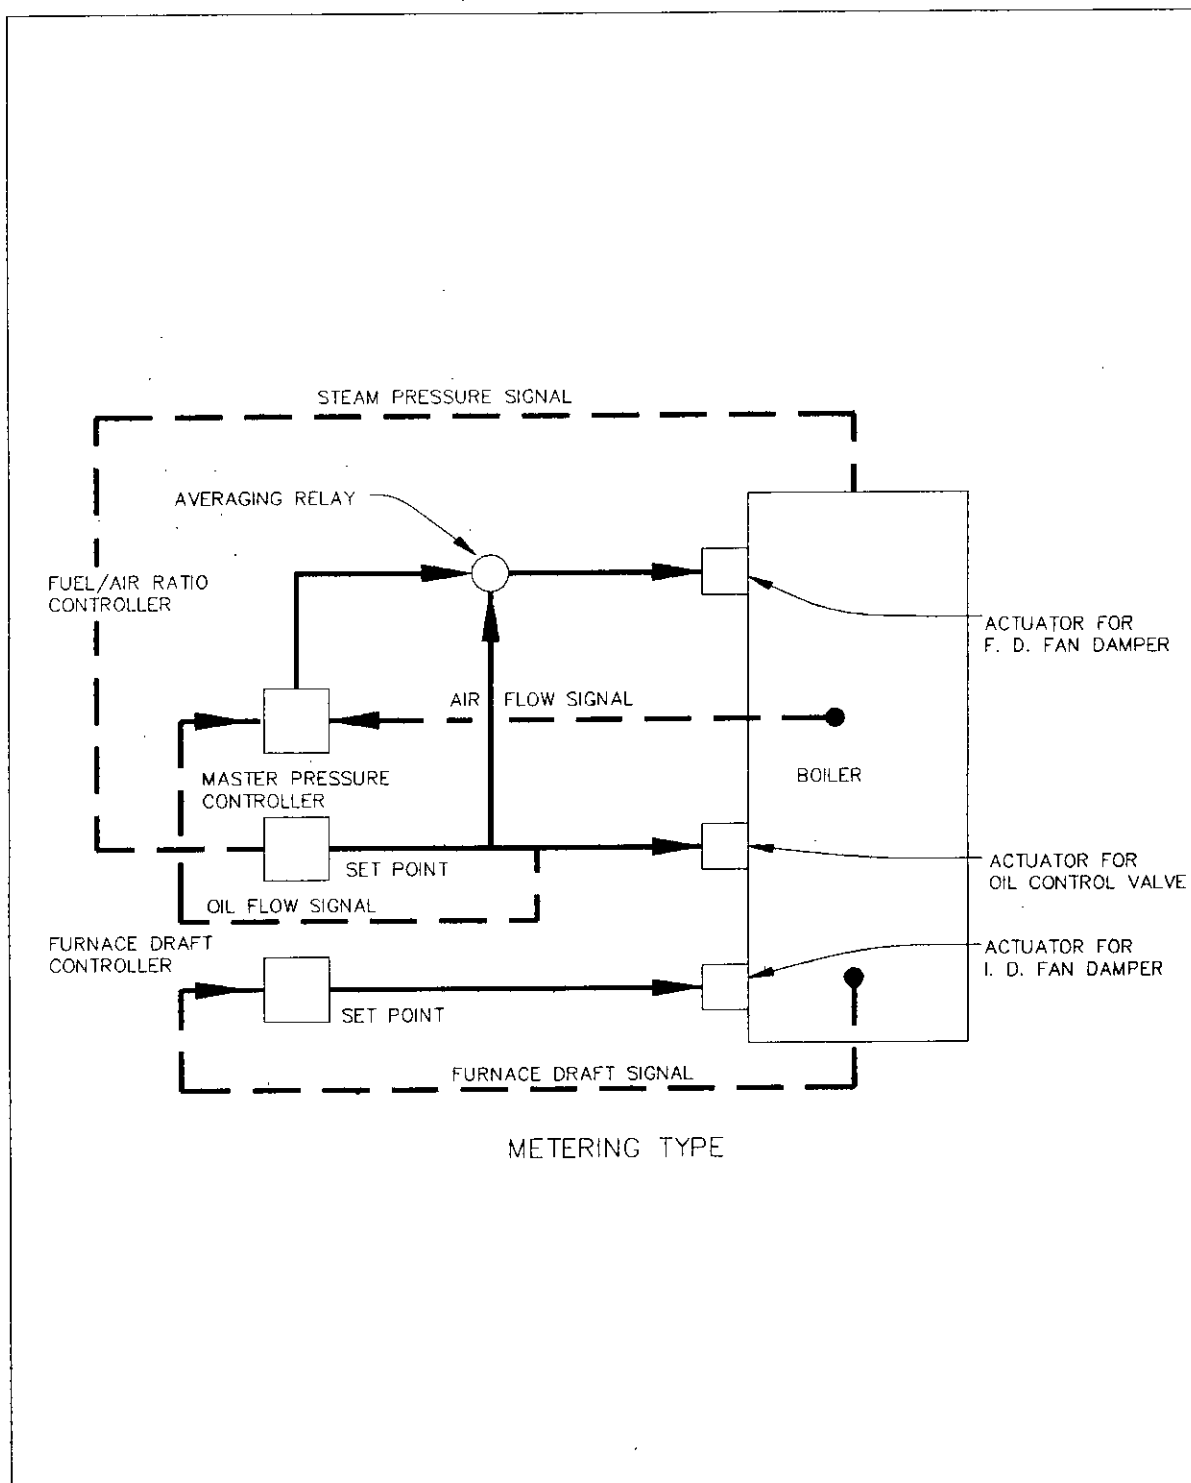 STEAM PRESSURE SIGNAL
AVERAGING RELAY
FUEL/AIR RATIO
CONTROLLER
ACTUATOR FOR
F. D. FAN DAMPER
AIR FLOW SIGNAL
MASTER PRESSURE
CONTROLLER
BOILER
SET POINT
ACTUATOR FOR
OIL CONTROL VALVE
OIL FLOW SIGNAL
FURNACE DRAFT
CONTROLLER
ACTUATOR FOR
I. D. FAN DAMPER
SET POINT
FURNACE DRAFT SIGNAL
METERING TYPE